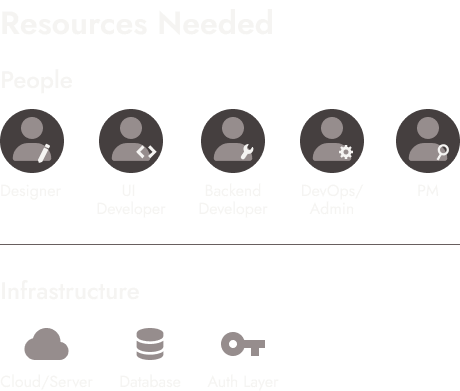 Resources Needed
People
Designer
UI
Developer
Backend
Developer
DevOps/
Admin
PM
Infrastructure
Cloud/Server
Database
Auth Layer